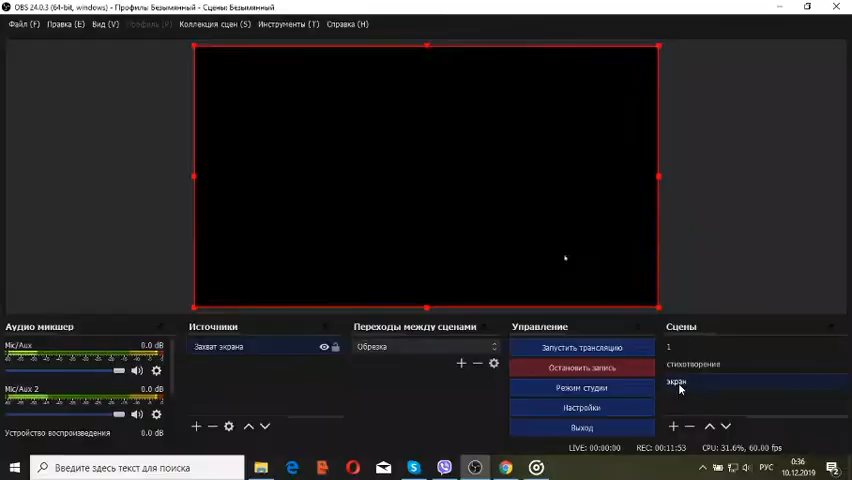 OBS 24.0.3 (64-bit, windows) - Профиль: Безымянный - Сцены: Безымянный
Файл (F) Правка (E) Вид (V) Профиль (P) Коллекция сцен (S) Инструменты (T) Справка (H)
Аудио микшер
Mic/Aux 0.0 dB
Mic/Aux 2 0.0 dB
Устройство воспроизведения 0.0 dB
Источники
Захват экрана
Переходы между сценами
Обрезка
Управление
Запустить трансляцию
Остановить запись
Режим студии
Настройки
Выход
Сцены
1
стихотворение
экран
LIVE: 00:00:00 REC: 00:11:53 CPU: 31.6%, 60.00 fps
Введите здесь текст для поиска
РУС
0:36
10.12.2019
2